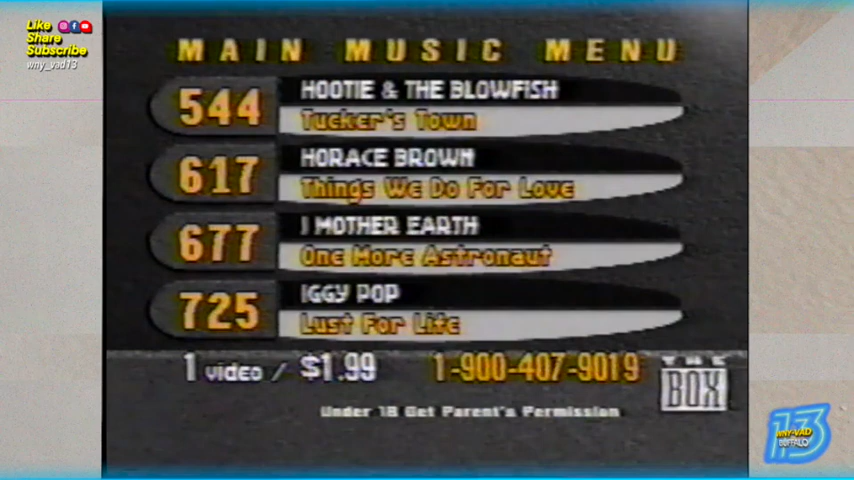 Like
Share
Subscribe
wny_vad13
MAIN MUSIC MENU
544
HOOTIE & THE BLOWFISH
Tucker's Town
617
HORACE BROWN
Things We Do For Love
677
I MOTHER EARTH
One More Astronaut
725
IGGY POP
Lust For Life
1 video / $1.99 1-900-407-9019
THE
BOX
Under 18 Get Parent's Permission
13
WNY-VAD
BUFFALO